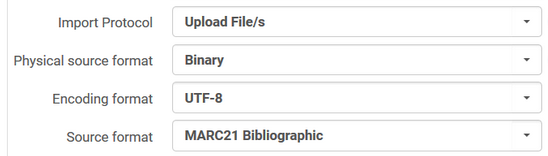 Import Protocol Upload File/s
Physical source format Binary
Encoding format UTF-8
Source format MARC21 Bibliographic